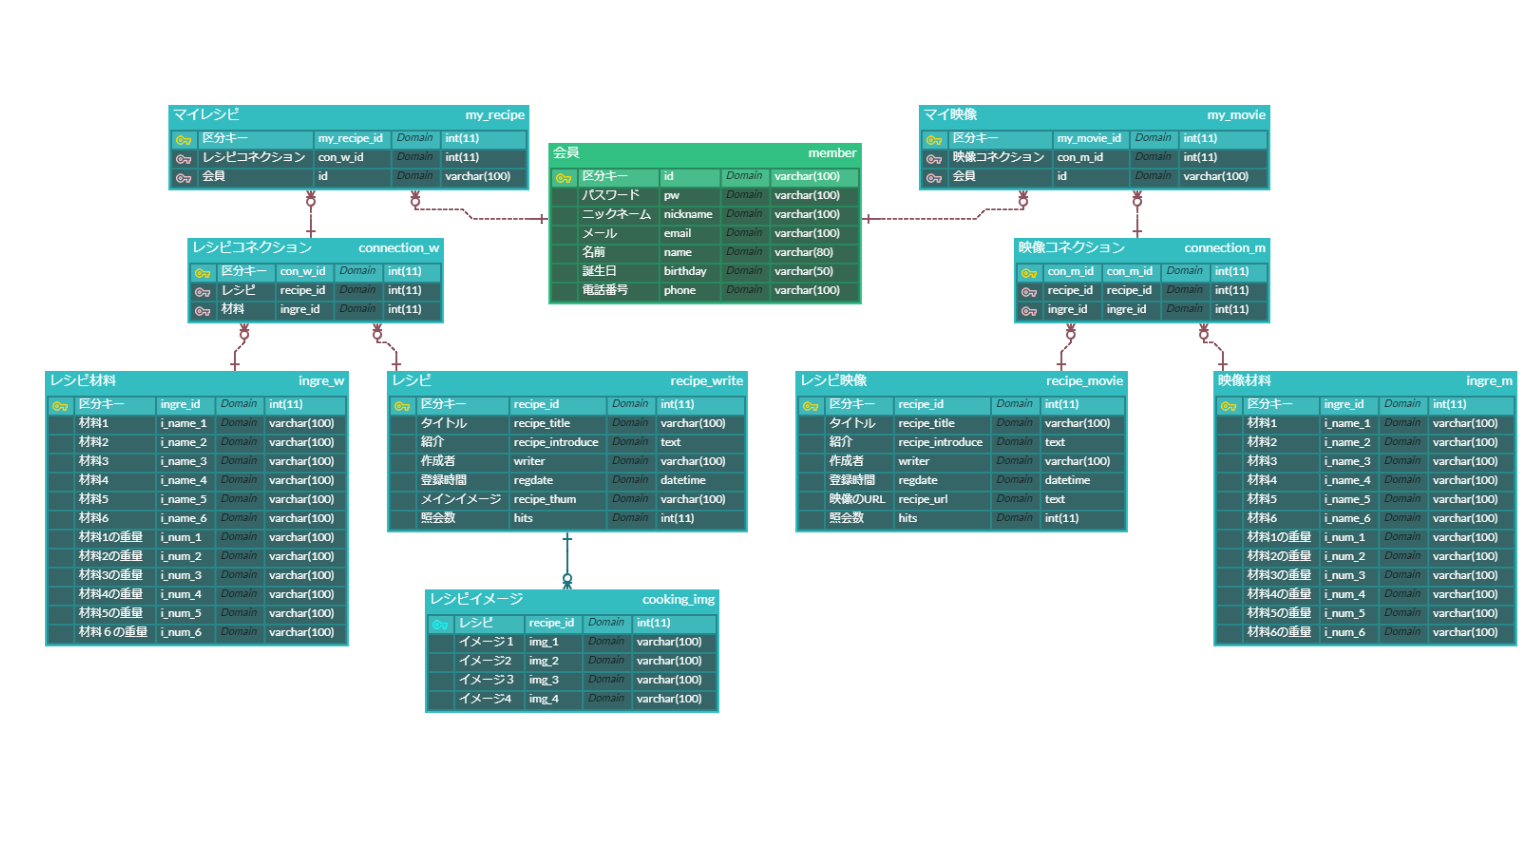 マイレシピ my_recipe
区分キー my_recipe_id Domain int(11)
レシピコネクション con_w_id Domain int(11)
会員 id Domain varchar(100)
会員 member
区分キー id Domain varchar(100)
パスワード pw Domain varchar(100)
ニックネーム nickname Domain varchar(100)
メール email Domain varchar(100)
名前 name Domain varchar(80)
誕生日 birthday Domain varchar(50)
電話番号 phone Domain varchar(100)
マイ映像 my_movie
区分キー my_movie_id Domain int(11)
映像コネクション con_m_id Domain int(11)
会員 id Domain varchar(100)
レシピコネクション connection_w
区分キー con_w_id Domain int(11)
レシピ recipe_id Domain int(11)
材料 ingre_id Domain int(11)
映像コネクション connection_m
con_m_id con_m_id Domain int(11)
recipe_id recipe_id Domain int(11)
ingre_id ingre_id Domain int(11)
レシピ材料 ingre_w
区分キー ingre_id Domain int(11)
材料1 i_name_1 Domain varchar(100)
材料2 i_name_2 Domain varchar(100)
材料3 i_name_3 Domain varchar(100)
材料4 i_name_4 Domain varchar(100)
材料5 i_name_5 Domain varchar(100)
材料6 i_name_6 Domain varchar(100)
材料1の重量 i_num_1 Domain varchar(100)
材料2の重量 i_num_2 Domain varchar(100)
材料3の重量 i_num_3 Domain varchar(100)
材料4の重量 i_num_4 Domain varchar(100)
材料5の重量 i_num_5 Domain varchar(100)
材料６の重量 i_num_6 Domain varchar(100)
レシピ recipe_write
区分キー recipe_id Domain int(11)
タイトル recipe_title Domain varchar(100)
紹介 recipe_introduce Domain text
作成者 writer Domain varchar(100)
登録時間 regdate Domain datetime
メインイメージ recipe_thum Domain varchar(100)
照会数 hits Domain int(11)
レシピ映像 recipe_movie
区分キー recipe_id Domain int(11)
タイトル recipe_title Domain varchar(100)
紹介 recipe_introduce Domain text
作成者 writer Domain varchar(100)
登録時間 regdate Domain datetime
映像のURL recipe_url Domain text
照会数 hits Domain int(11)
映像材料 ingre_m
区分キー ingre_id Domain int(11)
材料1 i_name_1 Domain varchar(100)
材料2 i_name_2 Domain varchar(100)
材料3 i_name_3 Domain varchar(100)
材料4 i_name_4 Domain varchar(100)
材料5 i_name_5 Domain varchar(100)
材料6 i_name_6 Domain varchar(100)
材料1の重量 i_num_1 Domain varchar(100)
材料2の重量 i_num_2 Domain varchar(100)
材料3の重量 i_num_3 Domain varchar(100)
材料4の重量 i_num_4 Domain varchar(100)
材料5の重量 i_num_5 Domain varchar(100)
材料6の重量 i_num_6 Domain varchar(100)
レシピイメージ cooking_img
レシピ recipe_id Domain int(11)
イメージ１ img_1 Domain varchar(100)
イメージ2 img_2 Domain varchar(100)
イメージ３ img_3 Domain varchar(100)
イメージ4 img_4 Domain varchar(100)